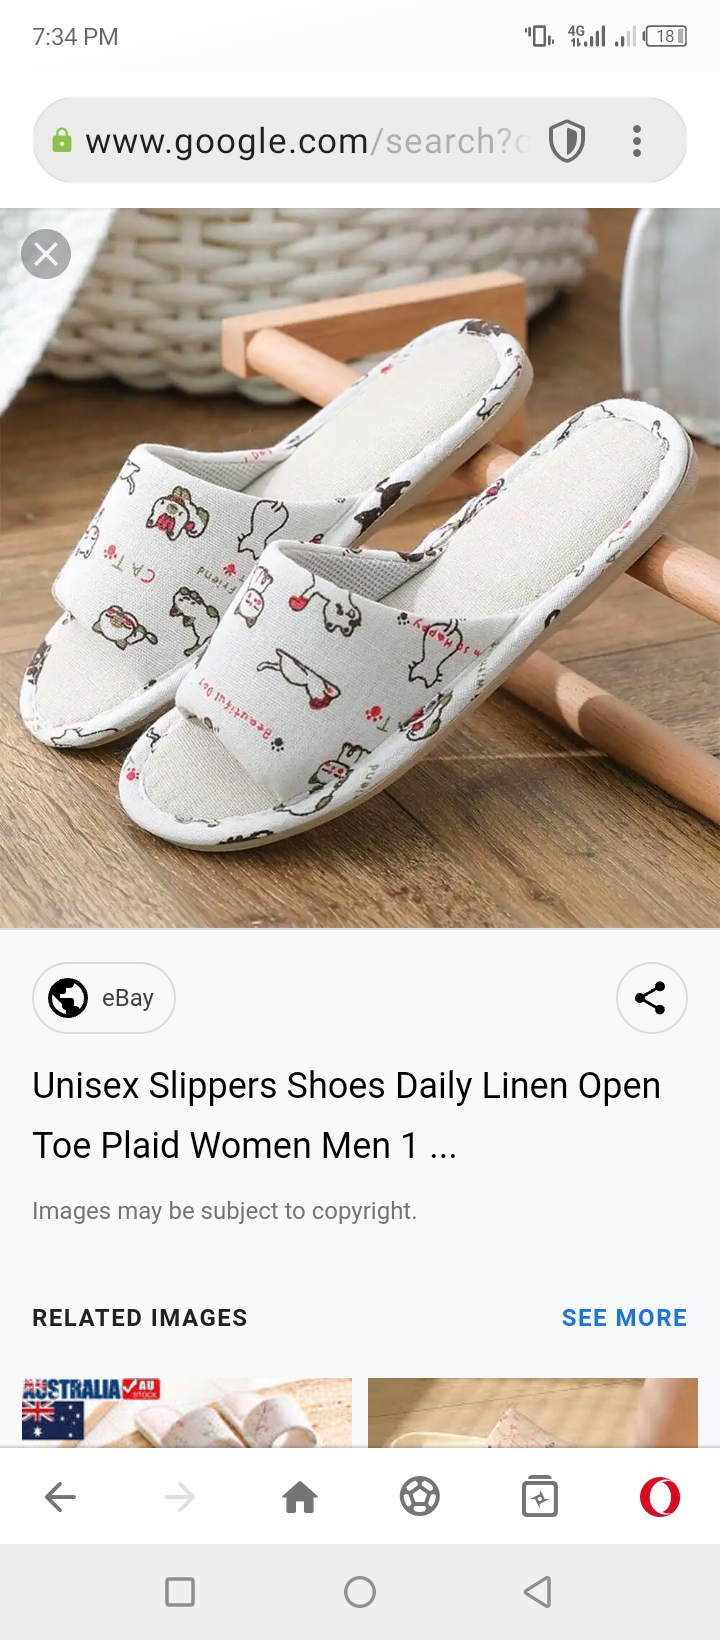 7:34 PM
4G
18
www.google.com/search?
CAT
Friend
Beautiful Day
so Happy
eBay
Unisex Slippers Shoes Daily Linen Open
Toe Plaid Women Men 1 ...
Images may be subject to copyright.
RELATED IMAGES
SEE MORE
AUSTRALIA
AU
STOCK